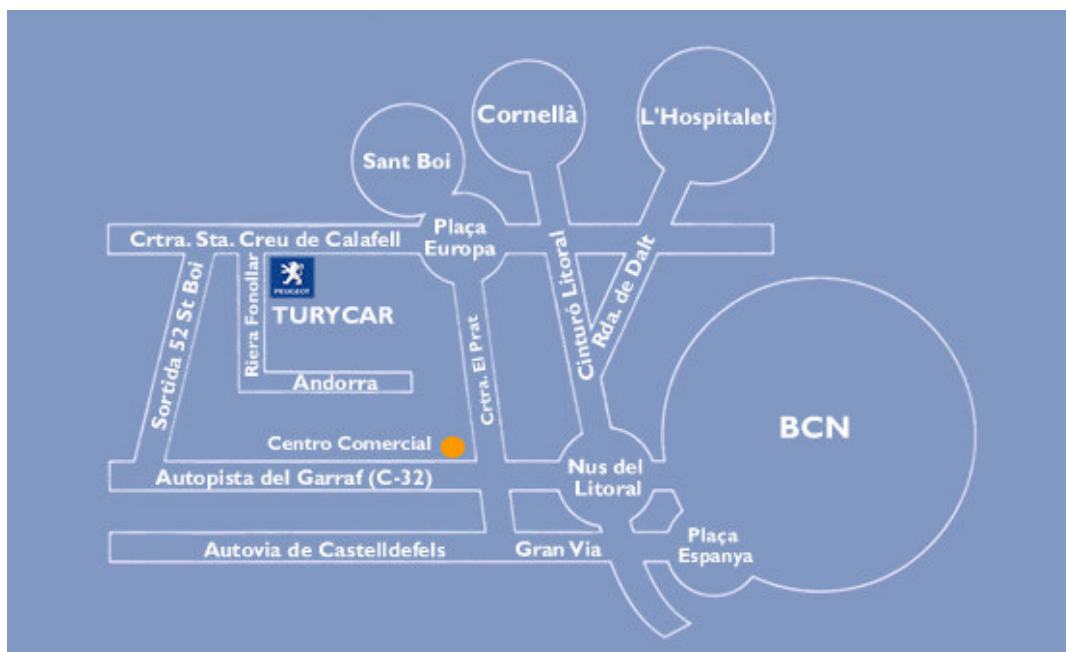 Cornellà
L'Hospitalet
Sant Boi
Plaça
Europa
Crtra. Sta. Creu de Calafell
Sortida 52 St Boi
Riera Fonollar
PEUGEOT
TURYCAR
Andorra
Crtra. El Prat
Cinturó Litoral
Rda. de Dalt
BCN
Centro Comercial
Autopista del Garraf (C-32)
Nus del
Litoral
Autovia de Castelldefels
Gran Via
Plaça
Espanya